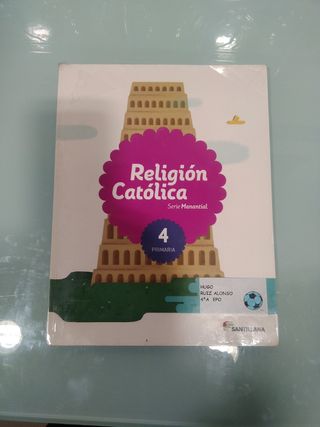 Religión
Católica
Serie Manantial
4
PRIMARIA
HUGO
RUIZ ALONSO
4ºA EPO
SANTILLANA